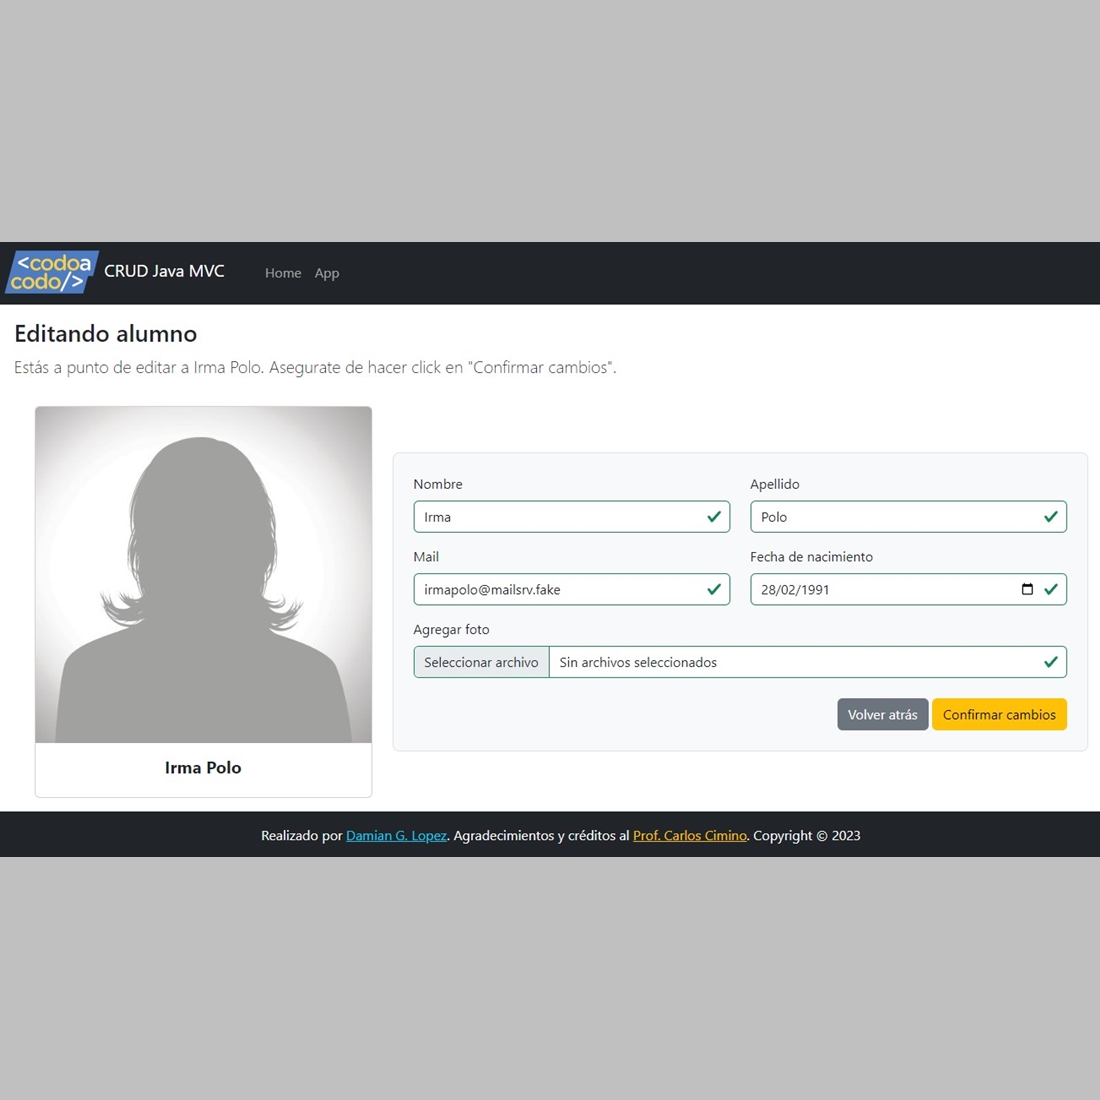 <codoa
codo/>
CRUD Java MVC
Home
App
Editando alumno
Estás a punto de editar a Irma Polo. Asegurate de hacer click en "Confirmar cambios".
Nombre
Apellido
Irma
Polo
Mail
Fecha de nacimiento
irmapolo@mailsrv.fake
28/02/1991
Agregar foto
Seleccionar archivo
Sin archivos seleccionados
Volver atrás
Confirmar cambios
Irma Polo
Realizado por Damian G. Lopez. Agradecimientos y créditos al Prof. Carlos Cimino. Copyright © 2023